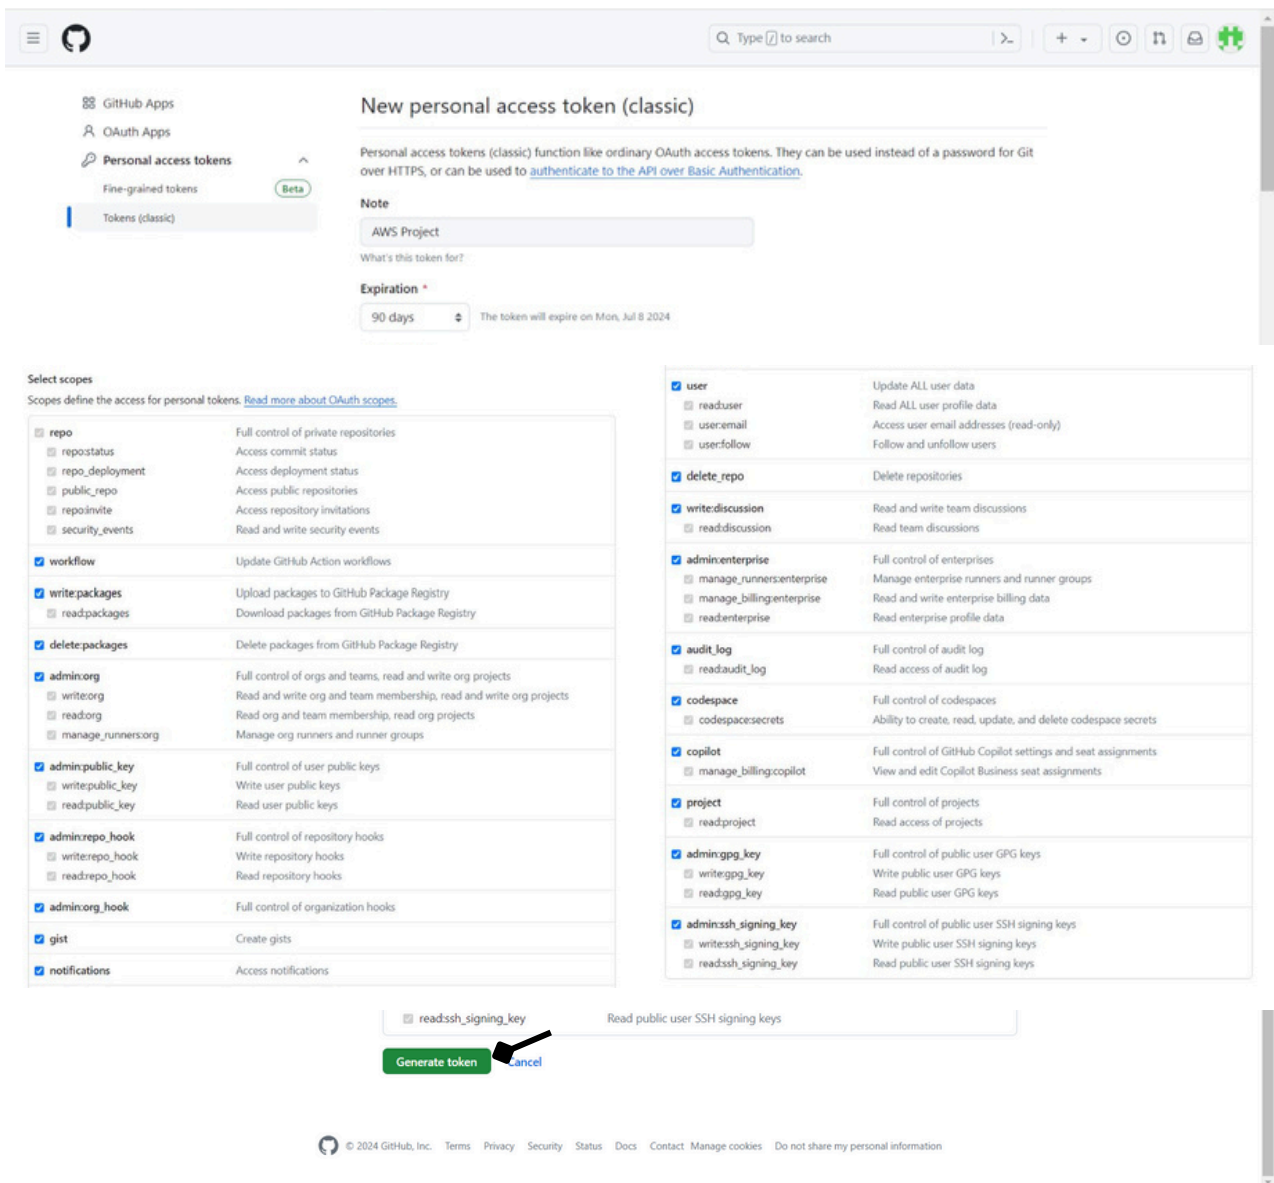 Type / to search
GitHub Apps
OAuth Apps
Personal access tokens
Fine-grained tokens Beta
Tokens (classic)
New personal access token (classic)
Personal access tokens (classic) function like ordinary OAuth access tokens. They can be used instead of a password for Git
over HTTPS, or can be used to authenticate to the API over Basic Authentication.
Note
AWS Project
What's this token for?
Expiration *
90 days The token will expire on Mon, Jul 8 2024
Select scopes
Scopes define the access for personal tokens. Read more about OAuth scopes.
repo Full control of private repositories
repo:status Access commit status
repo_deployment Access deployment status
public_repo Access public repositories
repo:invite Access repository invitations
security_events Read and write security events
workflow Update GitHub Action workflows
write:packages Upload packages to GitHub Package Registry
read:packages Download packages from GitHub Package Registry
delete:packages Delete packages from GitHub Package Registry
admin:org Full control of orgs and teams, read and write org projects
write:org Read and write org and team membership, read and write org projects
read:org Read org and team membership, read org projects
manage_runners:org Manage org runners and runner groups
admin:public_key Full control of user public keys
write:public_key Write user public keys
read:public_key Read user public keys
admin:repo_hook Full control of repository hooks
write:repo_hook Write repository hooks
read:repo_hook Read repository hooks
admin:org_hook Full control of organization hooks
gist Create gists
notifications Access notifications
user Update ALL user data
read:user Read ALL user profile data
user:email Access user email addresses (read-only)
user:follow Follow and unfollow users
delete_repo Delete repositories
write:discussion Read and write team discussions
read:discussion Read team discussions
admin:enterprise Full control of enterprises
manage_runners:enterprise Manage enterprise runners and runner groups
manage_billing:enterprise Read and write enterprise billing data
read:enterprise Read enterprise profile data
audit_log Full control of audit log
read:audit_log Read access of audit log
codespace Full control of codespaces
codespace:secrets Ability to create, read, update, and delete codespace secrets
copilot Full control of GitHub Copilot settings and seat assignments
manage_billing:copilot View and edit Copilot Business seat assignments
project Full control of projects
read:project Read access of projects
admin:gpg_key Full control of public user GPG keys
write:gpg_key Write public user GPG keys
read:gpg_key Read public user GPG keys
admin:ssh_signing_key Full control of public user SSH signing keys
write:ssh_signing_key Write public user SSH signing keys
read:ssh_signing_key Read public user SSH signing keys
read:ssh_signing_key Read public user SSH signing keys
Generate token Cancel
© 2024 GitHub, Inc. Terms Privacy Security Status Docs Contact Manage cookies Do not share my personal information